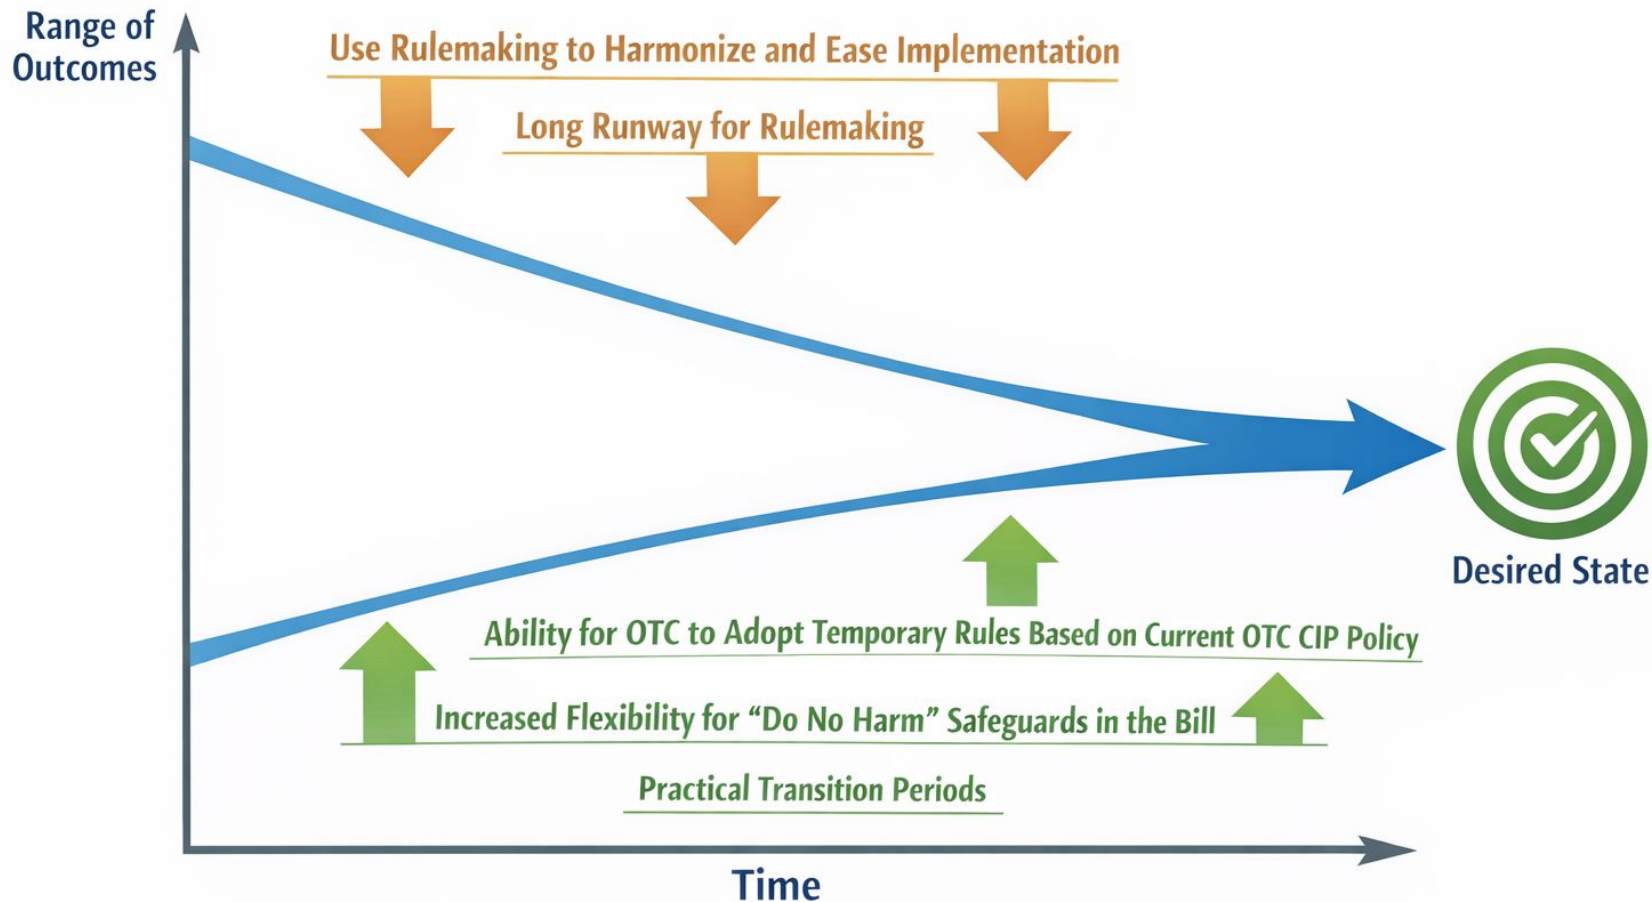 Range of
Outcomes
Use Rulemaking to Harmonize and Ease Implementation
Long Runway for Rulemaking
Desired State
Ability for OTC to Adopt Temporary Rules Based on Current OTC CIP Policy
Increased Flexibility for “Do No Harm” Safeguards in the Bill
Practical Transition Periods
Time